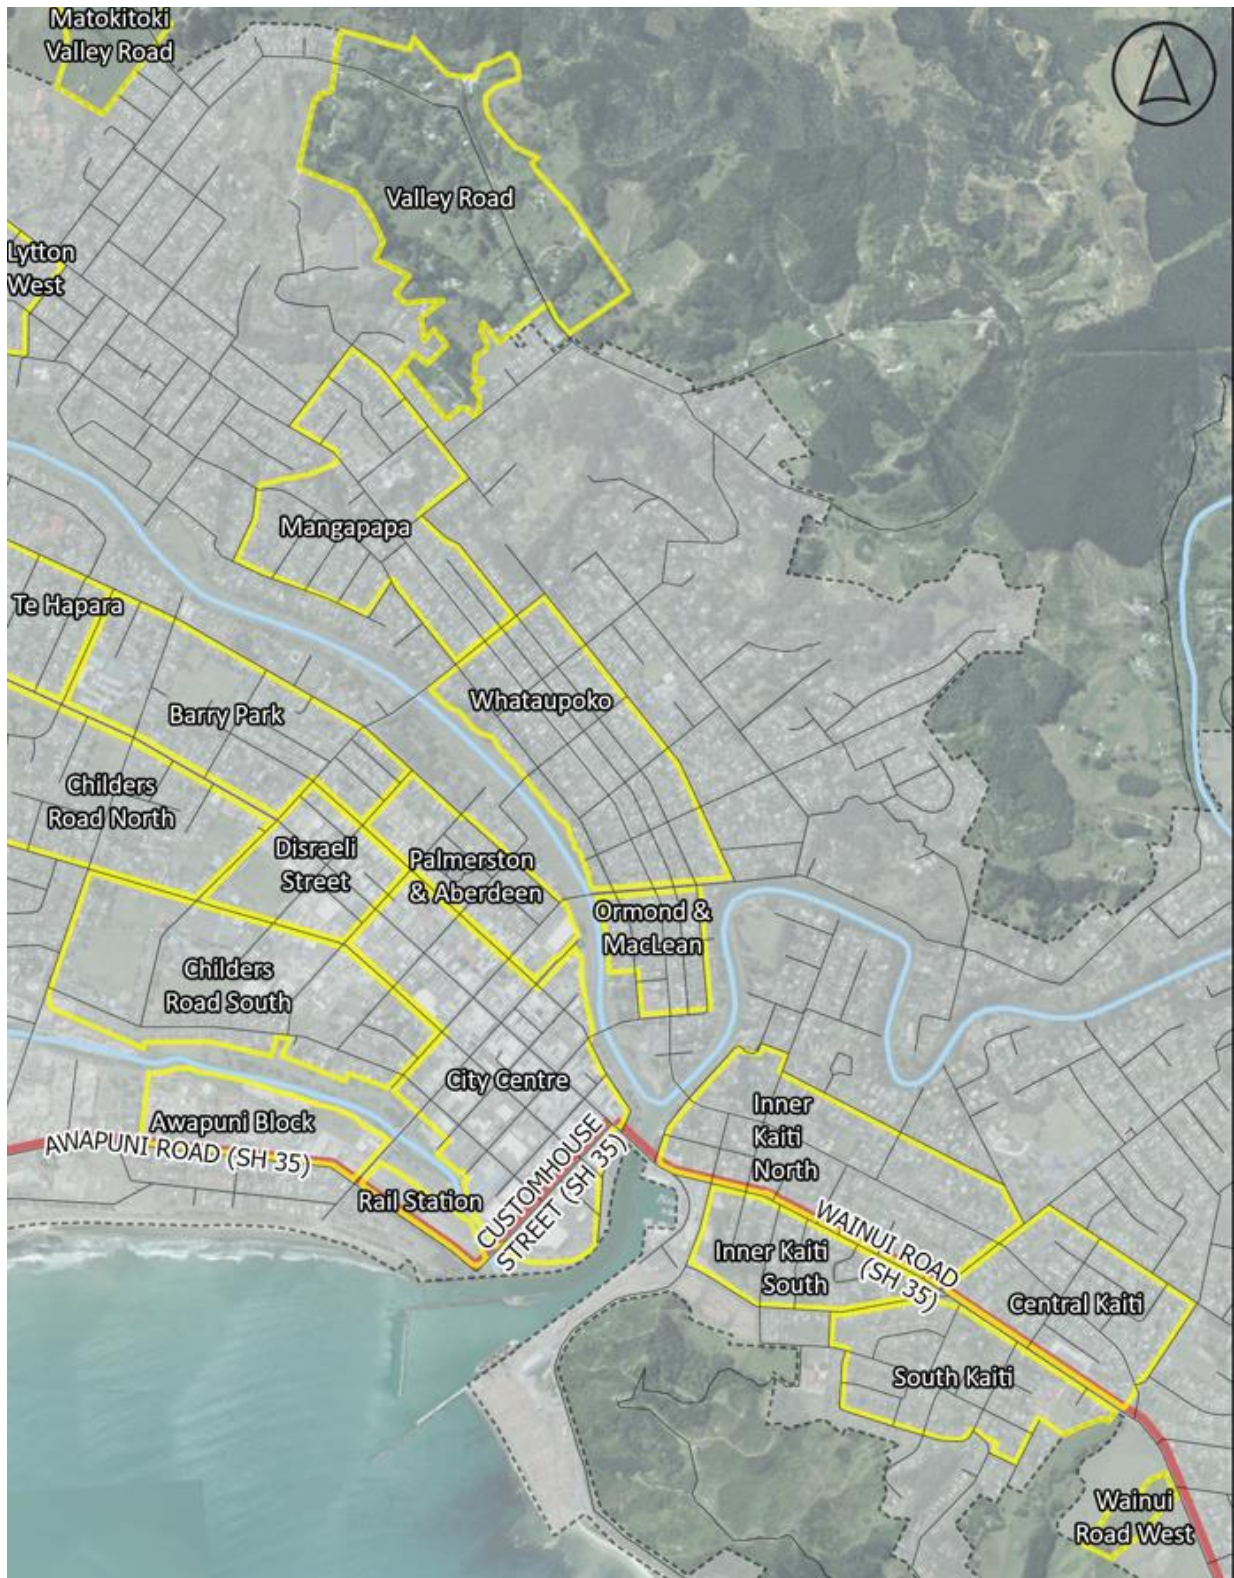 Matokitoki
Valley Road
Valley Road
Lytton
West
Mangapapa
Te Hapara
Whataupoko
Barry Park
Childers
Road North
Disraeli
Street
Palmerston
& Aberdeen
Ormond &
MacLean
Childers
Road South
City Centre
Inner
Kaiti
North
Awapuni Block
AWAPUNI ROAD (SH 35)
CUSTOMHOUSE
STREET (SH 35)
Rail Station
WAINUI ROAD
(SH 35)
Inner Kaiti
South
Central Kaiti
South Kaiti
Wainui
Road West